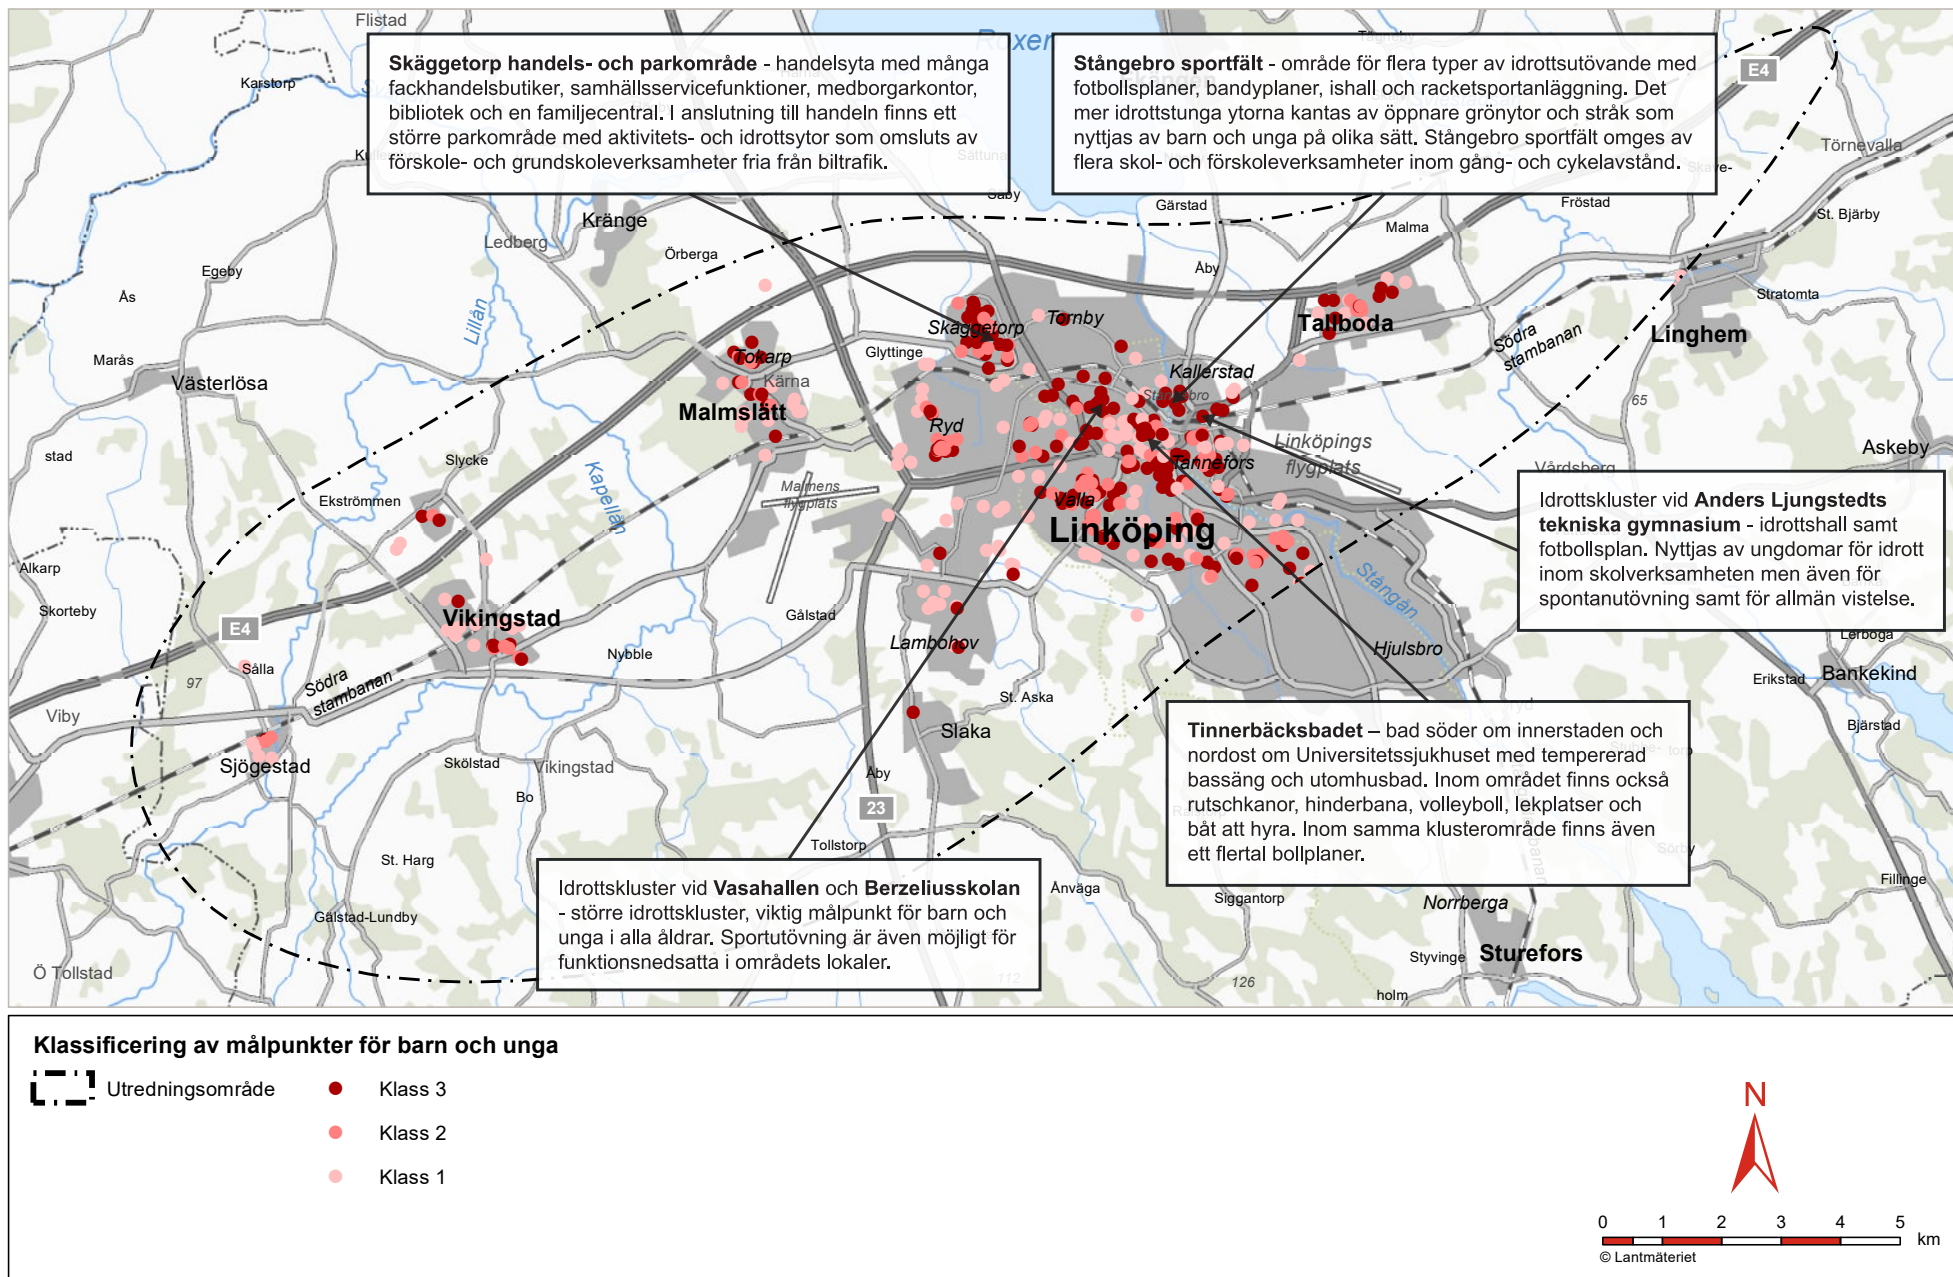 Flistad
Karstorp
Roxen
Skäggetorp handels- och parkområde - handelsyta med många
fackhandelsbutiker, samhällsservicefunktioner, medborgarkontor,
bibliotek och en familjecentral. I anslutning till handeln finns ett
större parkområde med aktivitets- och idrottsytor som omsluts av
förskole- och grundskoleverksamheter fria från biltrafik.
Stångebro sportfält - område för flera typer av idrottsutövande med
fotbollsplaner, bandyplaner, ishall och racketsportanläggning. Det
mer idrottstunga ytorna kantas av öppnare grönytor och stråk som
nyttjas av barn och unga på olika sätt. Stångebro sportfält omges av
flera skol- och förskoleverksamheter inom gång- och cykelavstånd.
E4
Törnevalla
Säby
Gärstad
Fröstad
St. Bjärby
Kränge
Ledberg
Örberga
Malma
Egeby
Åby
Ås
Lillån
Stratomta
Skäggetorp
Tornby
Tallboda
Linghem
Södra
stambanan
Marås
Västerlösa
Tokarp
Kärna
Glyttinge
Kallerstad
Stångebro
65
Malmslätt
Ryd
Linköpings
flygplats
Askeby
stad
Slycke
Kapellån
Tannefors
Vårdsberg
Ekströmmen
Malmens
flygplats
Valla
Linköping
Idrottskluster vid Anders Ljungstedts
tekniska gymnasium - idrottshall samt
fotbollsplan. Nyttjas av ungdomar för idrott
inom skolverksamheten men även för
spontanutövning samt för allmän vistelse.
Alkarp
Skorteby
Stångån
E4
Vikingstad
Gålstad
Lambohov
Hjulsbro
Lerboga
Sålla
97
Nybble
Södra
stambanan
Erikstad
Bankekind
Viby
St. Aska
Slaka
Bjärstad
Sjögestad
Skölstad
Vikingstad
Bo
Åby
23
Tinnerbäcksbadet – bad söder om innerstaden och
nordost om Universitetssjukhuset med tempererad
bassäng och utomhusbad. Inom området finns också
rutschkanor, hinderbana, volleyboll, lekplatser och
båt att hyra. Inom samma klusterområde finns även
ett flertal bollplaner.
Tollstorp
St. Harg
Sörby
Fillinge
Idrottskluster vid Vasahallen och Berzeliusskolan
- större idrottskluster, viktig målpunkt för barn och
unga i alla åldrar. Sportutövning är även möjligt för
funktionsnedsatta i områdets lokaler.
Ånväga
Siggantorp
Norrberga
Gälstad-Lundby
Styvinge
Sturefors
Ö Tollstad
112
126
holm
Klassificering av målpunkter för barn och unga
Utredningsområde
Klass 3
Klass 2
Klass 1
N
0 1 2 3 4 5
km
© Lantmäteriet